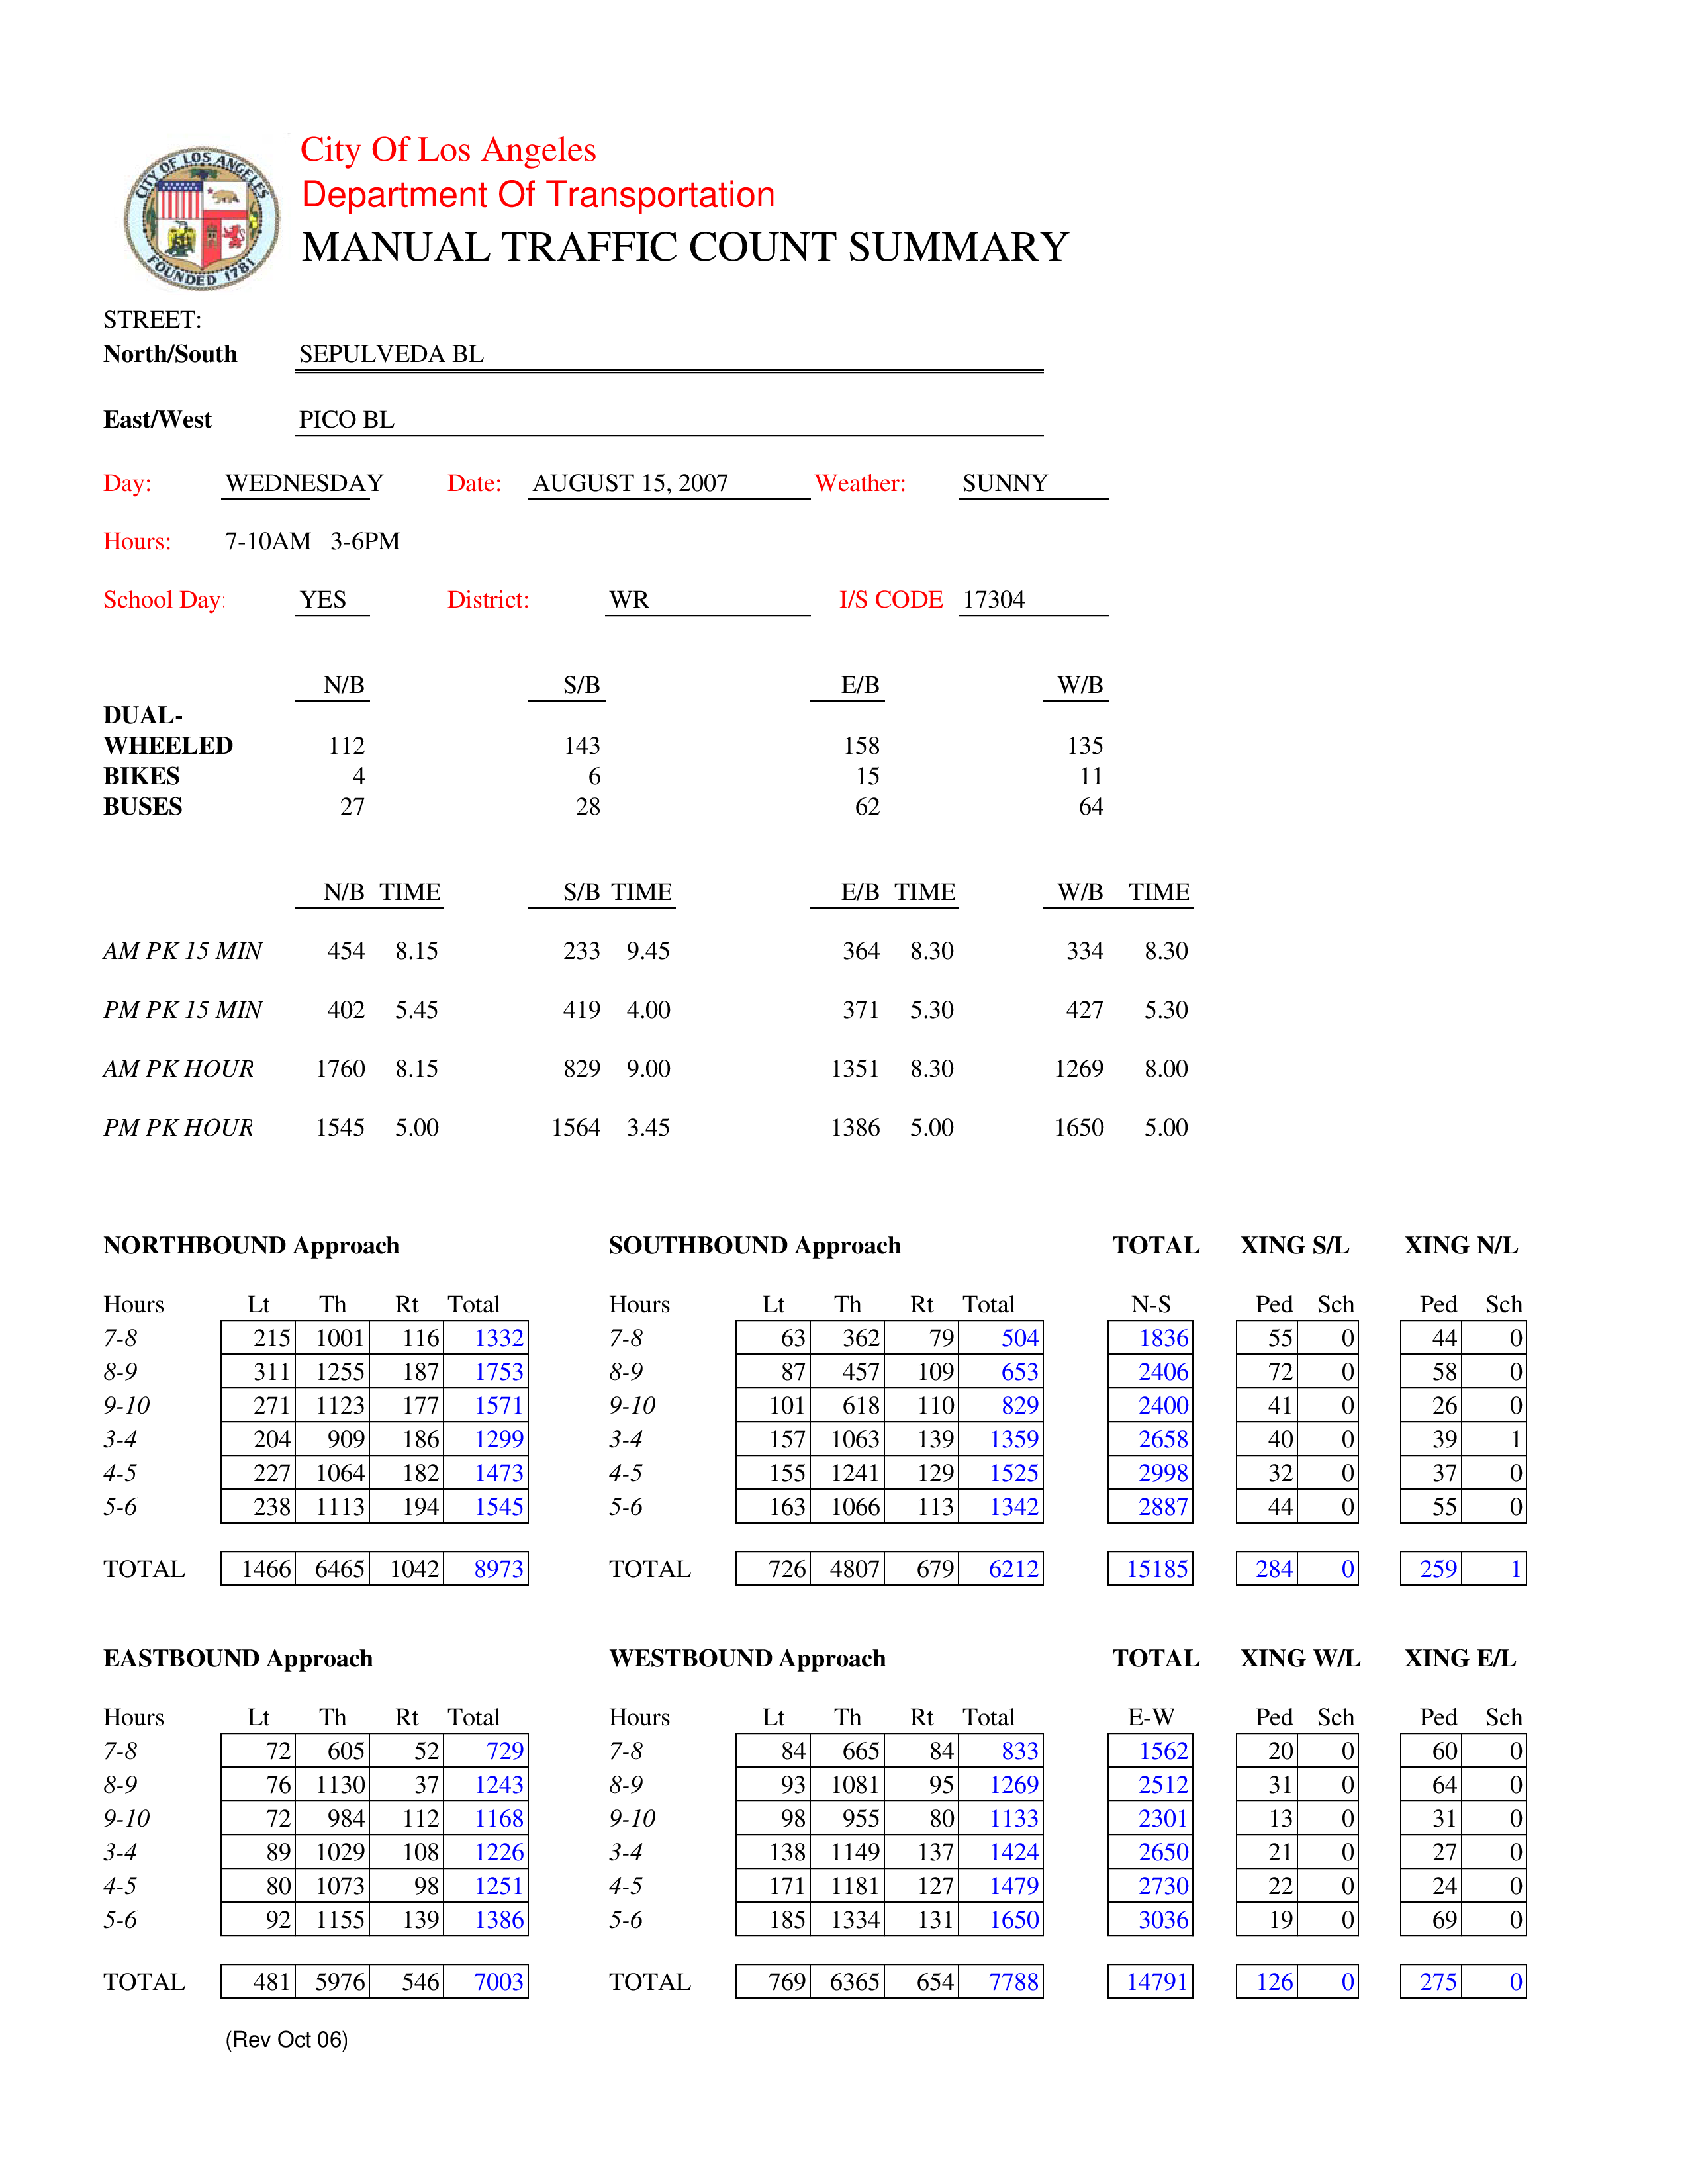 CITY OF LOS ANGELES
FOUNDED 1781
City Of Los Angeles
Department Of Transportation
MANUAL TRAFFIC COUNT SUMMARY
STREET:
North/South SEPULVEDA BL
East/West PICO BL
Day: WEDNESDAY Date: AUGUST 15, 2007 Weather: SUNNY
Hours: 7-10AM 3-6PM
School Day: YES District: WR I/S CODE 17304
N/B S/B E/B W/B
DUAL-
WHEELED 112 143 158 135
BIKES 4 6 15 11
BUSES 27 28 62 64
N/B TIME S/B TIME E/B TIME W/B TIME
AM PK 15 MIN 454 8.15 233 9.45 364 8.30 334 8.30
PM PK 15 MIN 402 5.45 419 4.00 371 5.30 427 5.30
AM PK HOUR 1760 8.15 829 9.00 1351 8.30 1269 8.00
PM PK HOUR 1545 5.00 1564 3.45 1386 5.00 1650 5.00
NORTHBOUND Approach SOUTHBOUND Approach TOTAL XING S/L XING N/L
Hours Lt Th Rt Total Hours Lt Th Rt Total N-S Ped Sch Ped Sch
7-8 215 1001 116 1332 7-8 63 362 79 504 1836 55 0 44 0
8-9 311 1255 187 1753 8-9 87 457 109 653 2406 72 0 58 0
9-10 271 1123 177 1571 9-10 101 618 110 829 2400 41 0 26 0
3-4 204 909 186 1299 3-4 157 1063 139 1359 2658 40 0 39 1
4-5 227 1064 182 1473 4-5 155 1241 129 1525 2998 32 0 37 0
5-6 238 1113 194 1545 5-6 163 1066 113 1342 2887 44 0 55 0
TOTAL 1466 6465 1042 8973 TOTAL 726 4807 679 6212 15185 284 0 259 1
EASTBOUND Approach WESTBOUND Approach TOTAL XING W/L XING E/L
Hours Lt Th Rt Total Hours Lt Th Rt Total E-W Ped Sch Ped Sch
7-8 72 605 52 729 7-8 84 665 84 833 1562 20 0 60 0
8-9 76 1130 37 1243 8-9 93 1081 95 1269 2512 31 0 64 0
9-10 72 984 112 1168 9-10 98 955 80 1133 2301 13 0 31 0
3-4 89 1029 108 1226 3-4 138 1149 137 1424 2650 21 0 27 0
4-5 80 1073 98 1251 4-5 171 1181 127 1479 2730 22 0 24 0
5-6 92 1155 139 1386 5-6 185 1334 131 1650 3036 19 0 69 0
TOTAL 481 5976 546 7003 TOTAL 769 6365 654 7788 14791 126 0 275 0
(Rev Oct 06)